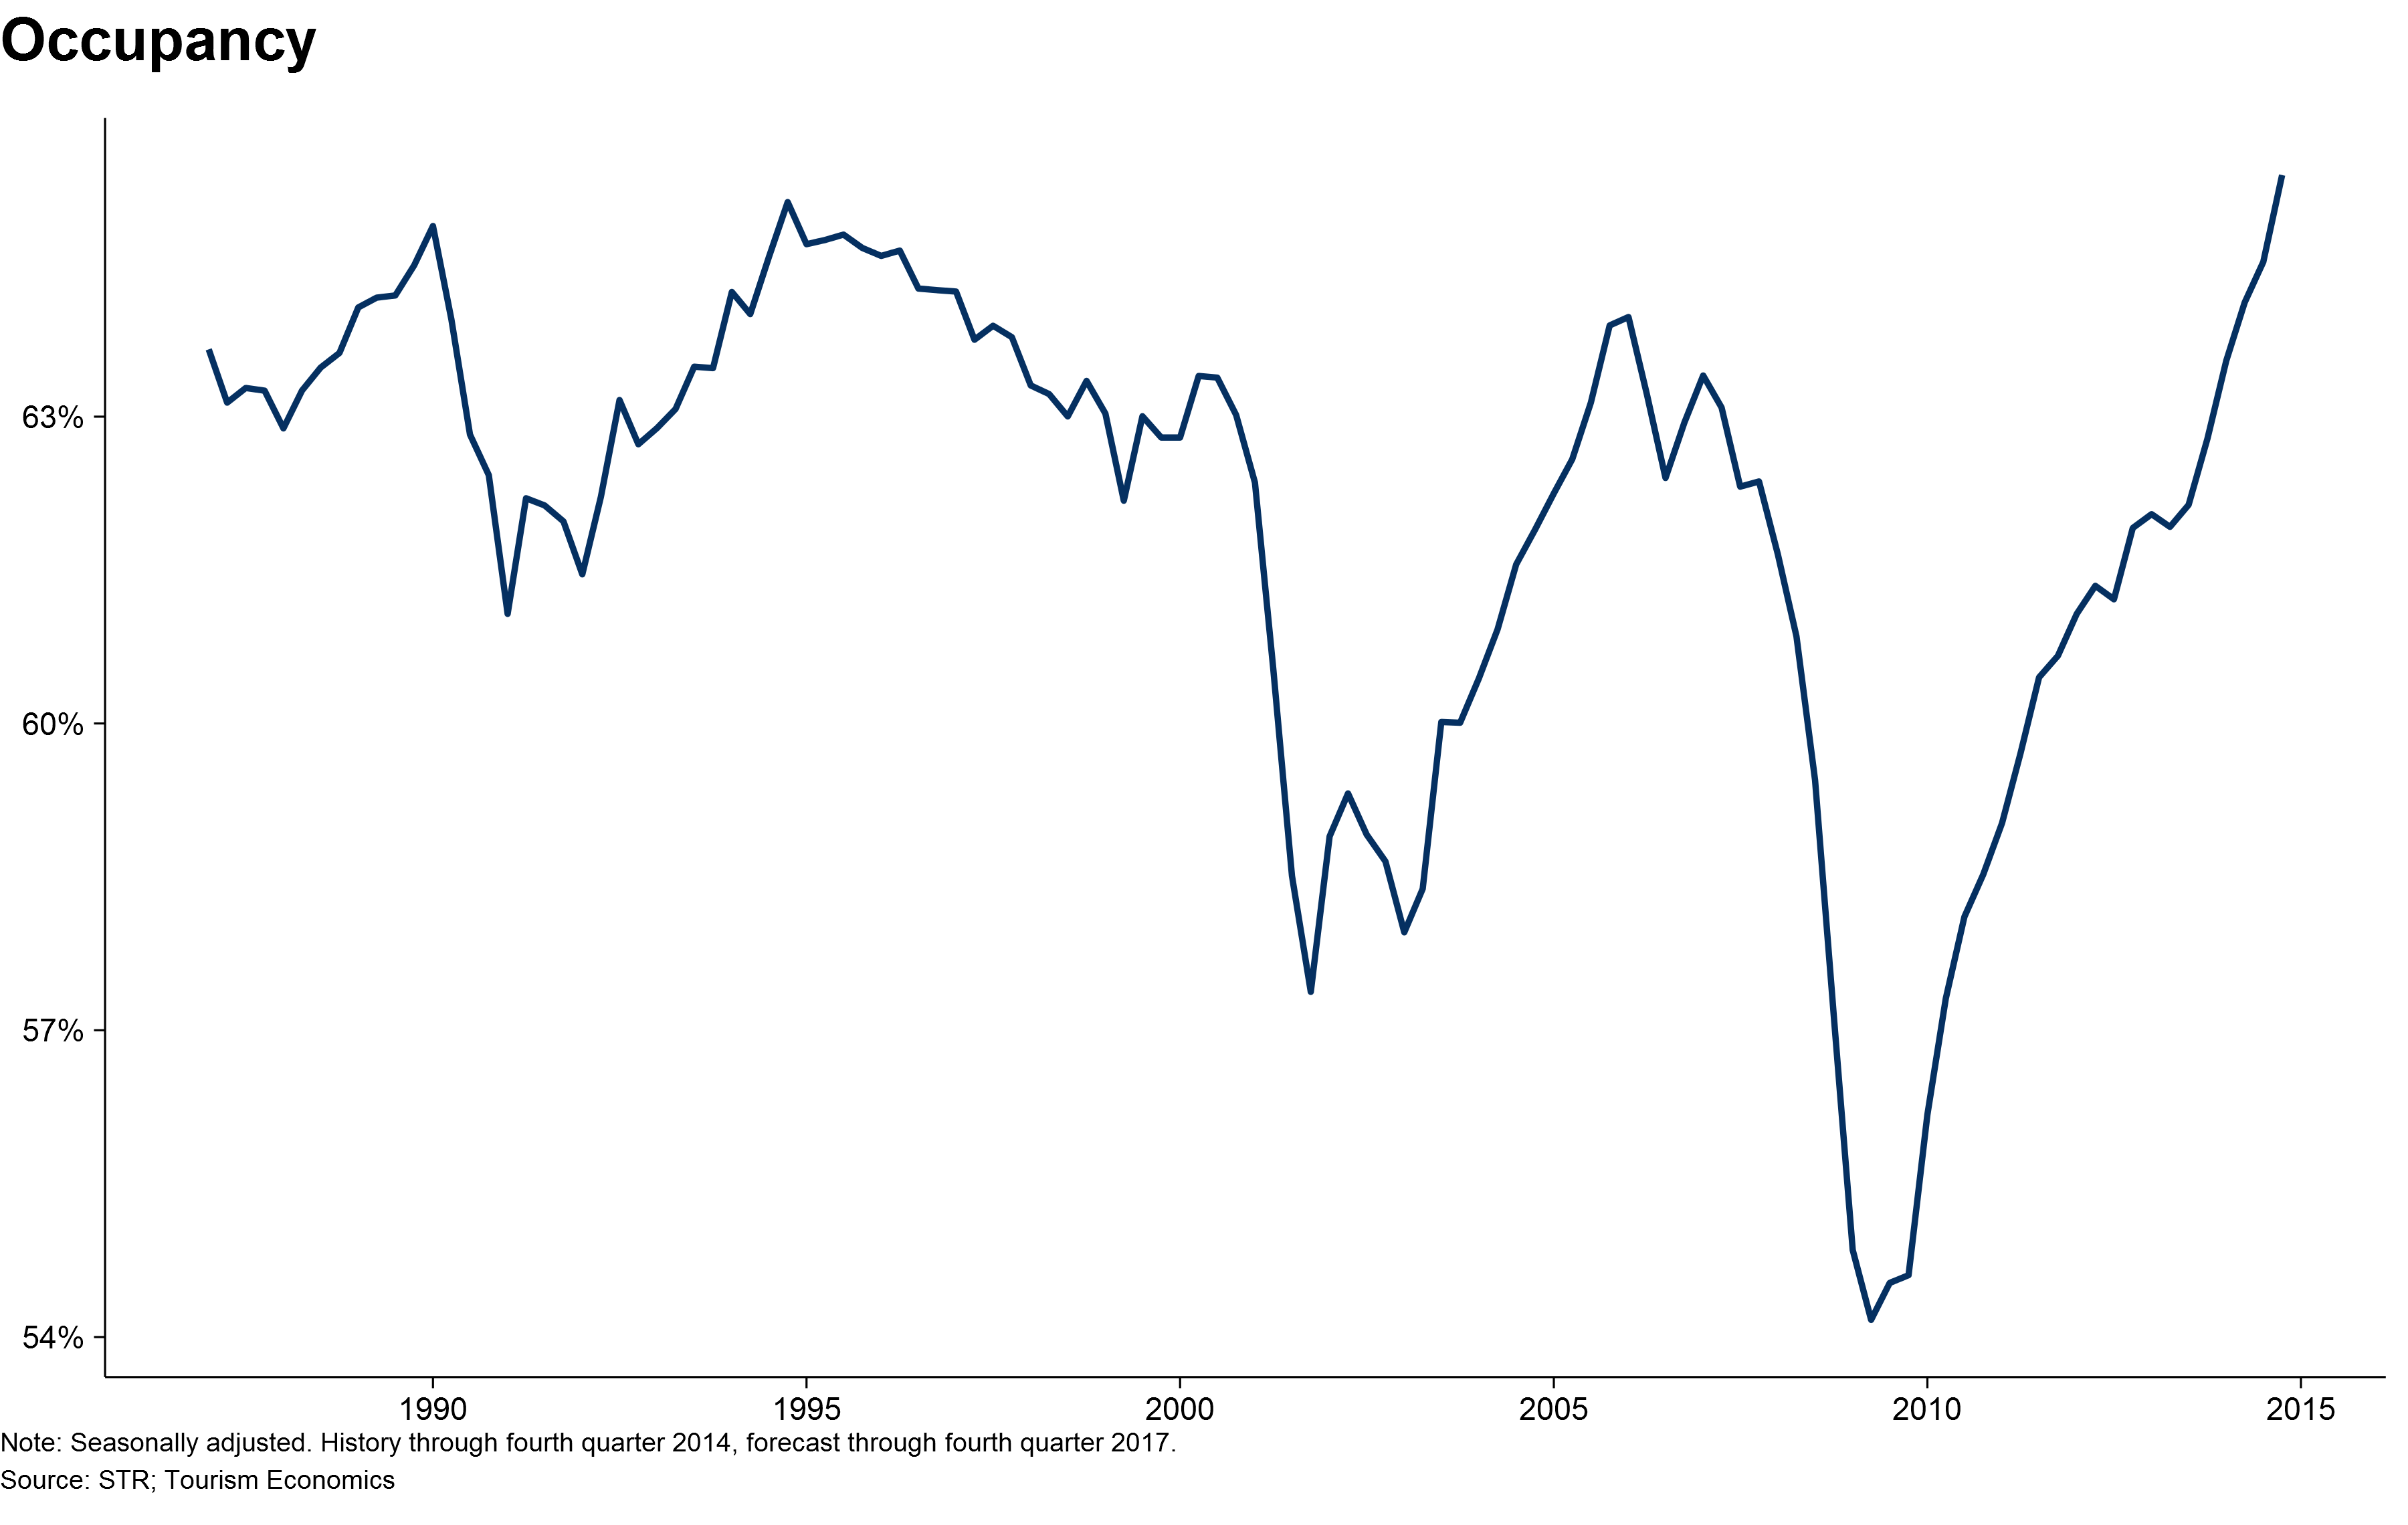 Occupancy
63%
60%
57%
54%
1990 1995 2000 2005 2010 2015
Note: Seasonally adjusted. History through fourth quarter 2014, forecast through fourth quarter 2017.
Source: STR; Tourism Economics